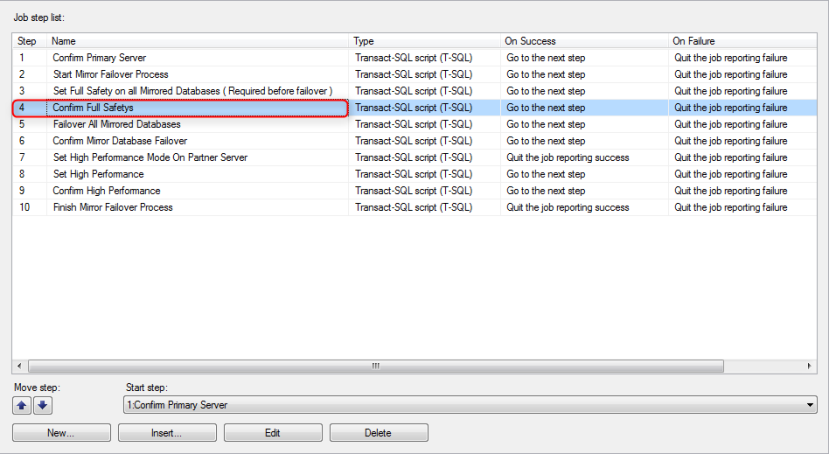 Job step list:
Step Name Type On Success On Failure
1 Confirm Primary Server Transact-SQL script (T-SQL) Go to the next step Quit the job reporting failure
2 Start Mirror Failover Process Transact-SQL script (T-SQL) Go to the next step Quit the job reporting failure
3 Set Full Safety on all Mirrored Databases ( Required before failover ) Transact-SQL script (T-SQL) Go to the next step Quit the job reporting failure
4 Confirm Full Safetys Transact-SQL script (T-SQL) Go to the next step Quit the job reporting failure
5 Failover All Mirrored Databases Transact-SQL script (T-SQL) Go to the next step Quit the job reporting failure
6 Confirm Mirror Database Failover Transact-SQL script (T-SQL) Go to the next step Quit the job reporting failure
7 Set High Performance Mode On Partner Server Transact-SQL script (T-SQL) Quit the job reporting success Quit the job reporting failure
8 Set High Performance Transact-SQL script (T-SQL) Go to the next step Quit the job reporting failure
9 Confirm High Performance Transact-SQL script (T-SQL) Go to the next step Quit the job reporting failure
10 Finish Mirror Failover Process Transact-SQL script (T-SQL) Quit the job reporting success Quit the job reporting failure
Move step: Start step:
1:Confirm Primary Server
New... Insert... Edit Delete